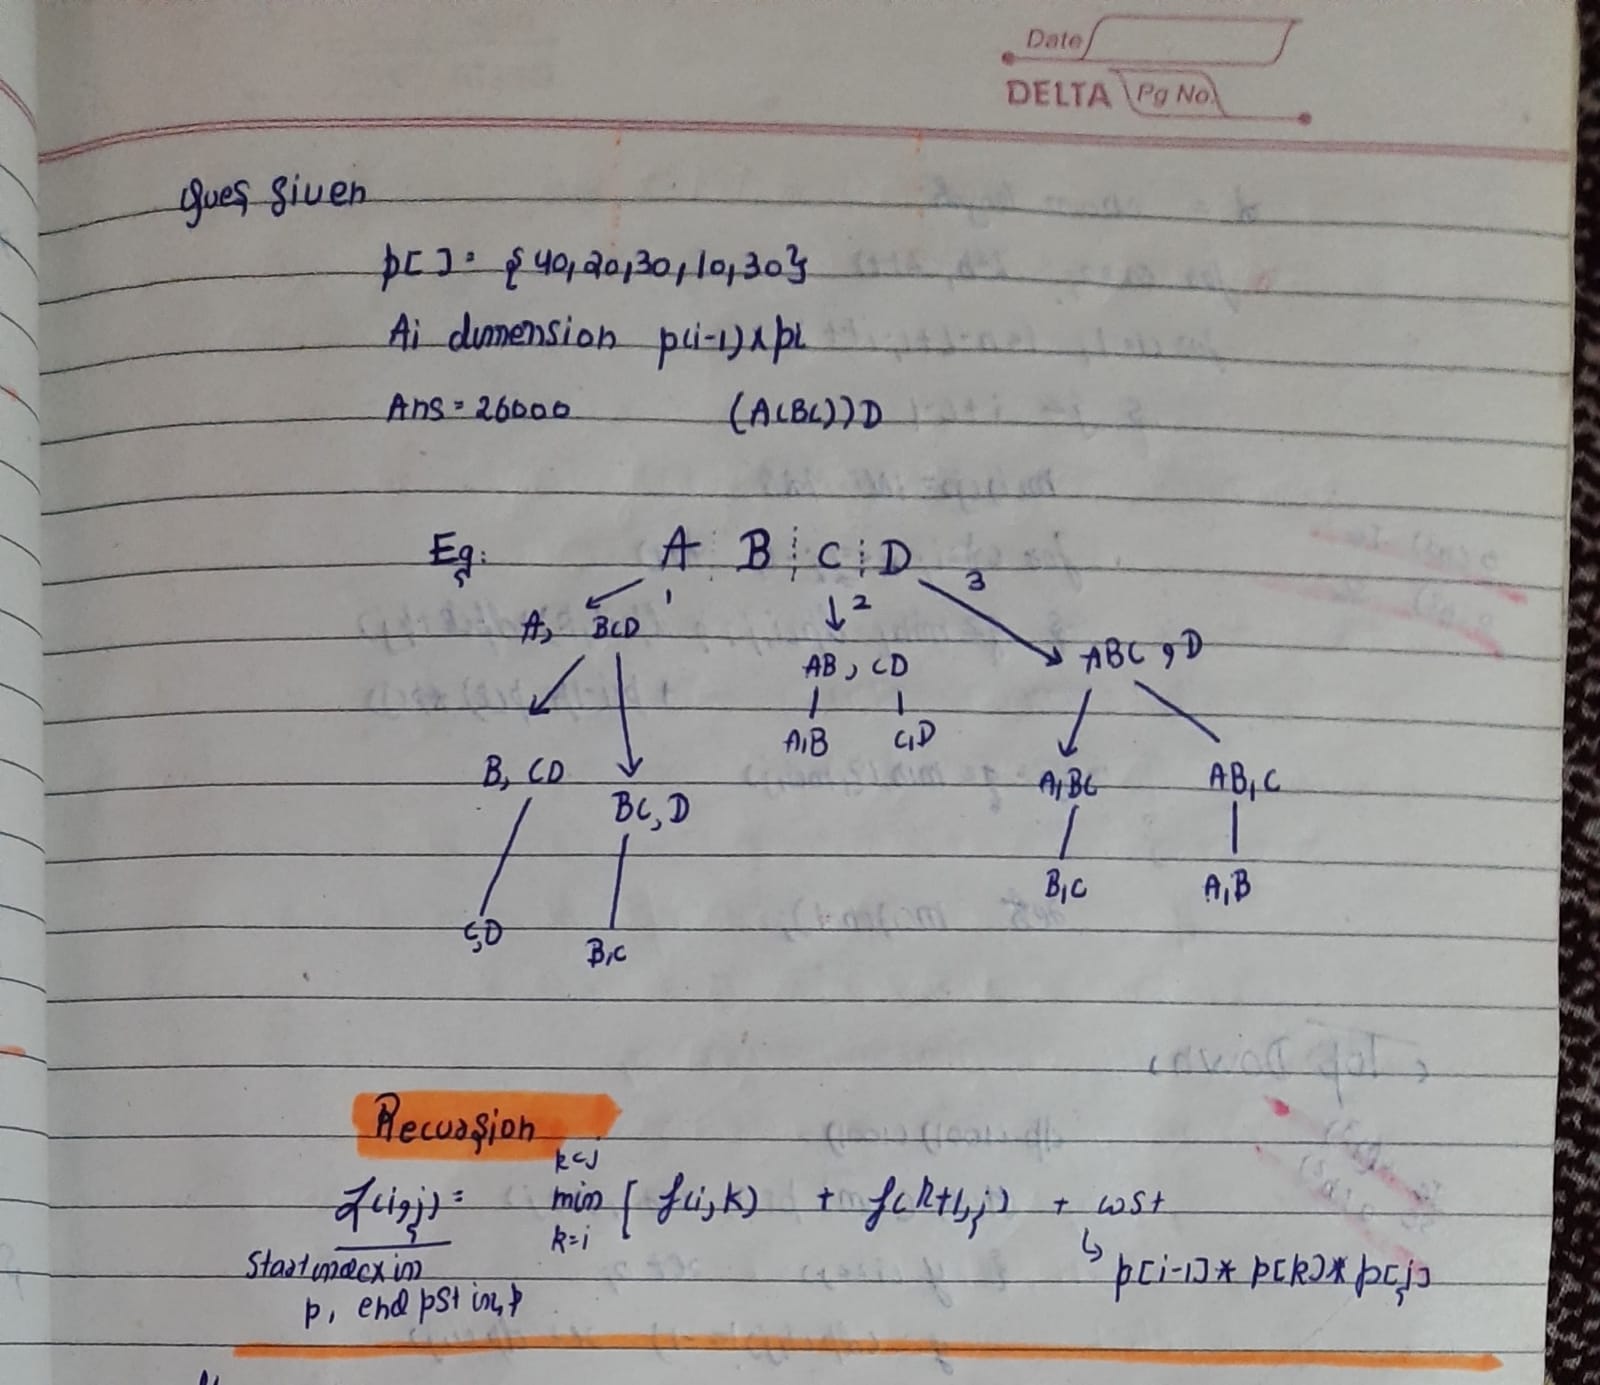 Date
DELTA Pg No.
Ques given
p[ ] = {40,20,30,10,30}
Ai dimension p(i-1)xpi
Ans = 26000 (A(BC))D
Eg: A B C D
1 2 3
A, BCD
AB, CD
ABC, D
A,B C,D
B, CD
BC, D
A,BC AB,C
B,C A,B
C,D
B,C
Recursion
k<j
f(i,j) = min [ f(i,k) + f(k+1,j) + cost
k=i
Start index in
p, end pst in p
p[i-1]* p[k]* p[j]